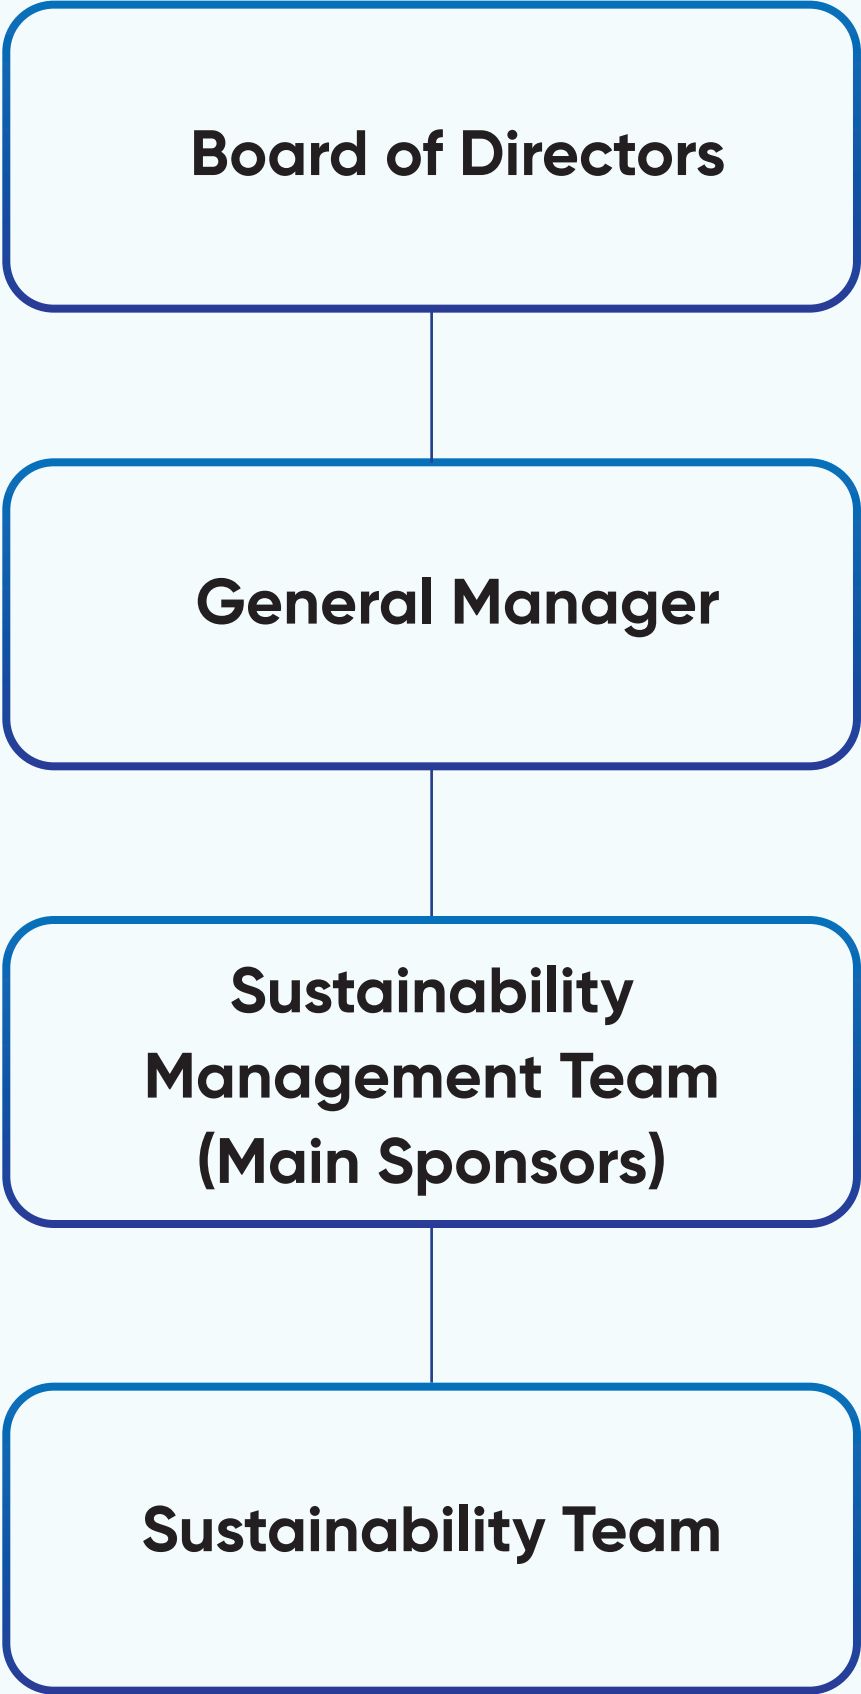 Board of Directors
General Manager
Sustainability
Management Team
(Main Sponsors)
Sustainability Team